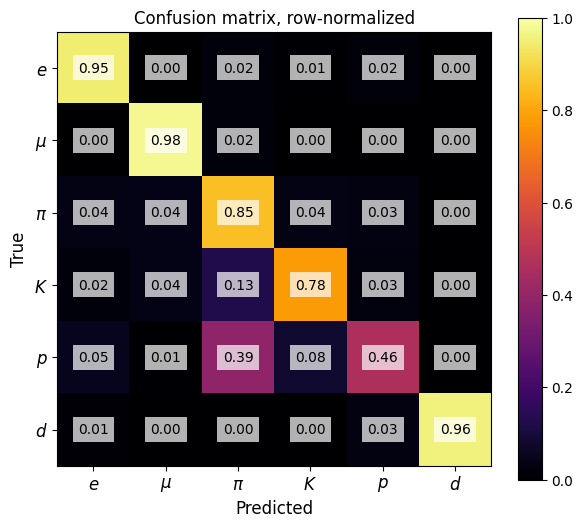 Confusion matrix, row-normalized
True
e 0.95 0.00 0.02 0.01 0.02 0.00
μ 0.00 0.98 0.02 0.00 0.00 0.00
π 0.04 0.04 0.85 0.04 0.03 0.00
K 0.02 0.04 0.13 0.78 0.03 0.00
p 0.05 0.01 0.39 0.08 0.46 0.00
d 0.01 0.00 0.00 0.00 0.03 0.96
e μ π K p d
Predicted
1.0
0.8
0.6
0.4
0.2
0.0